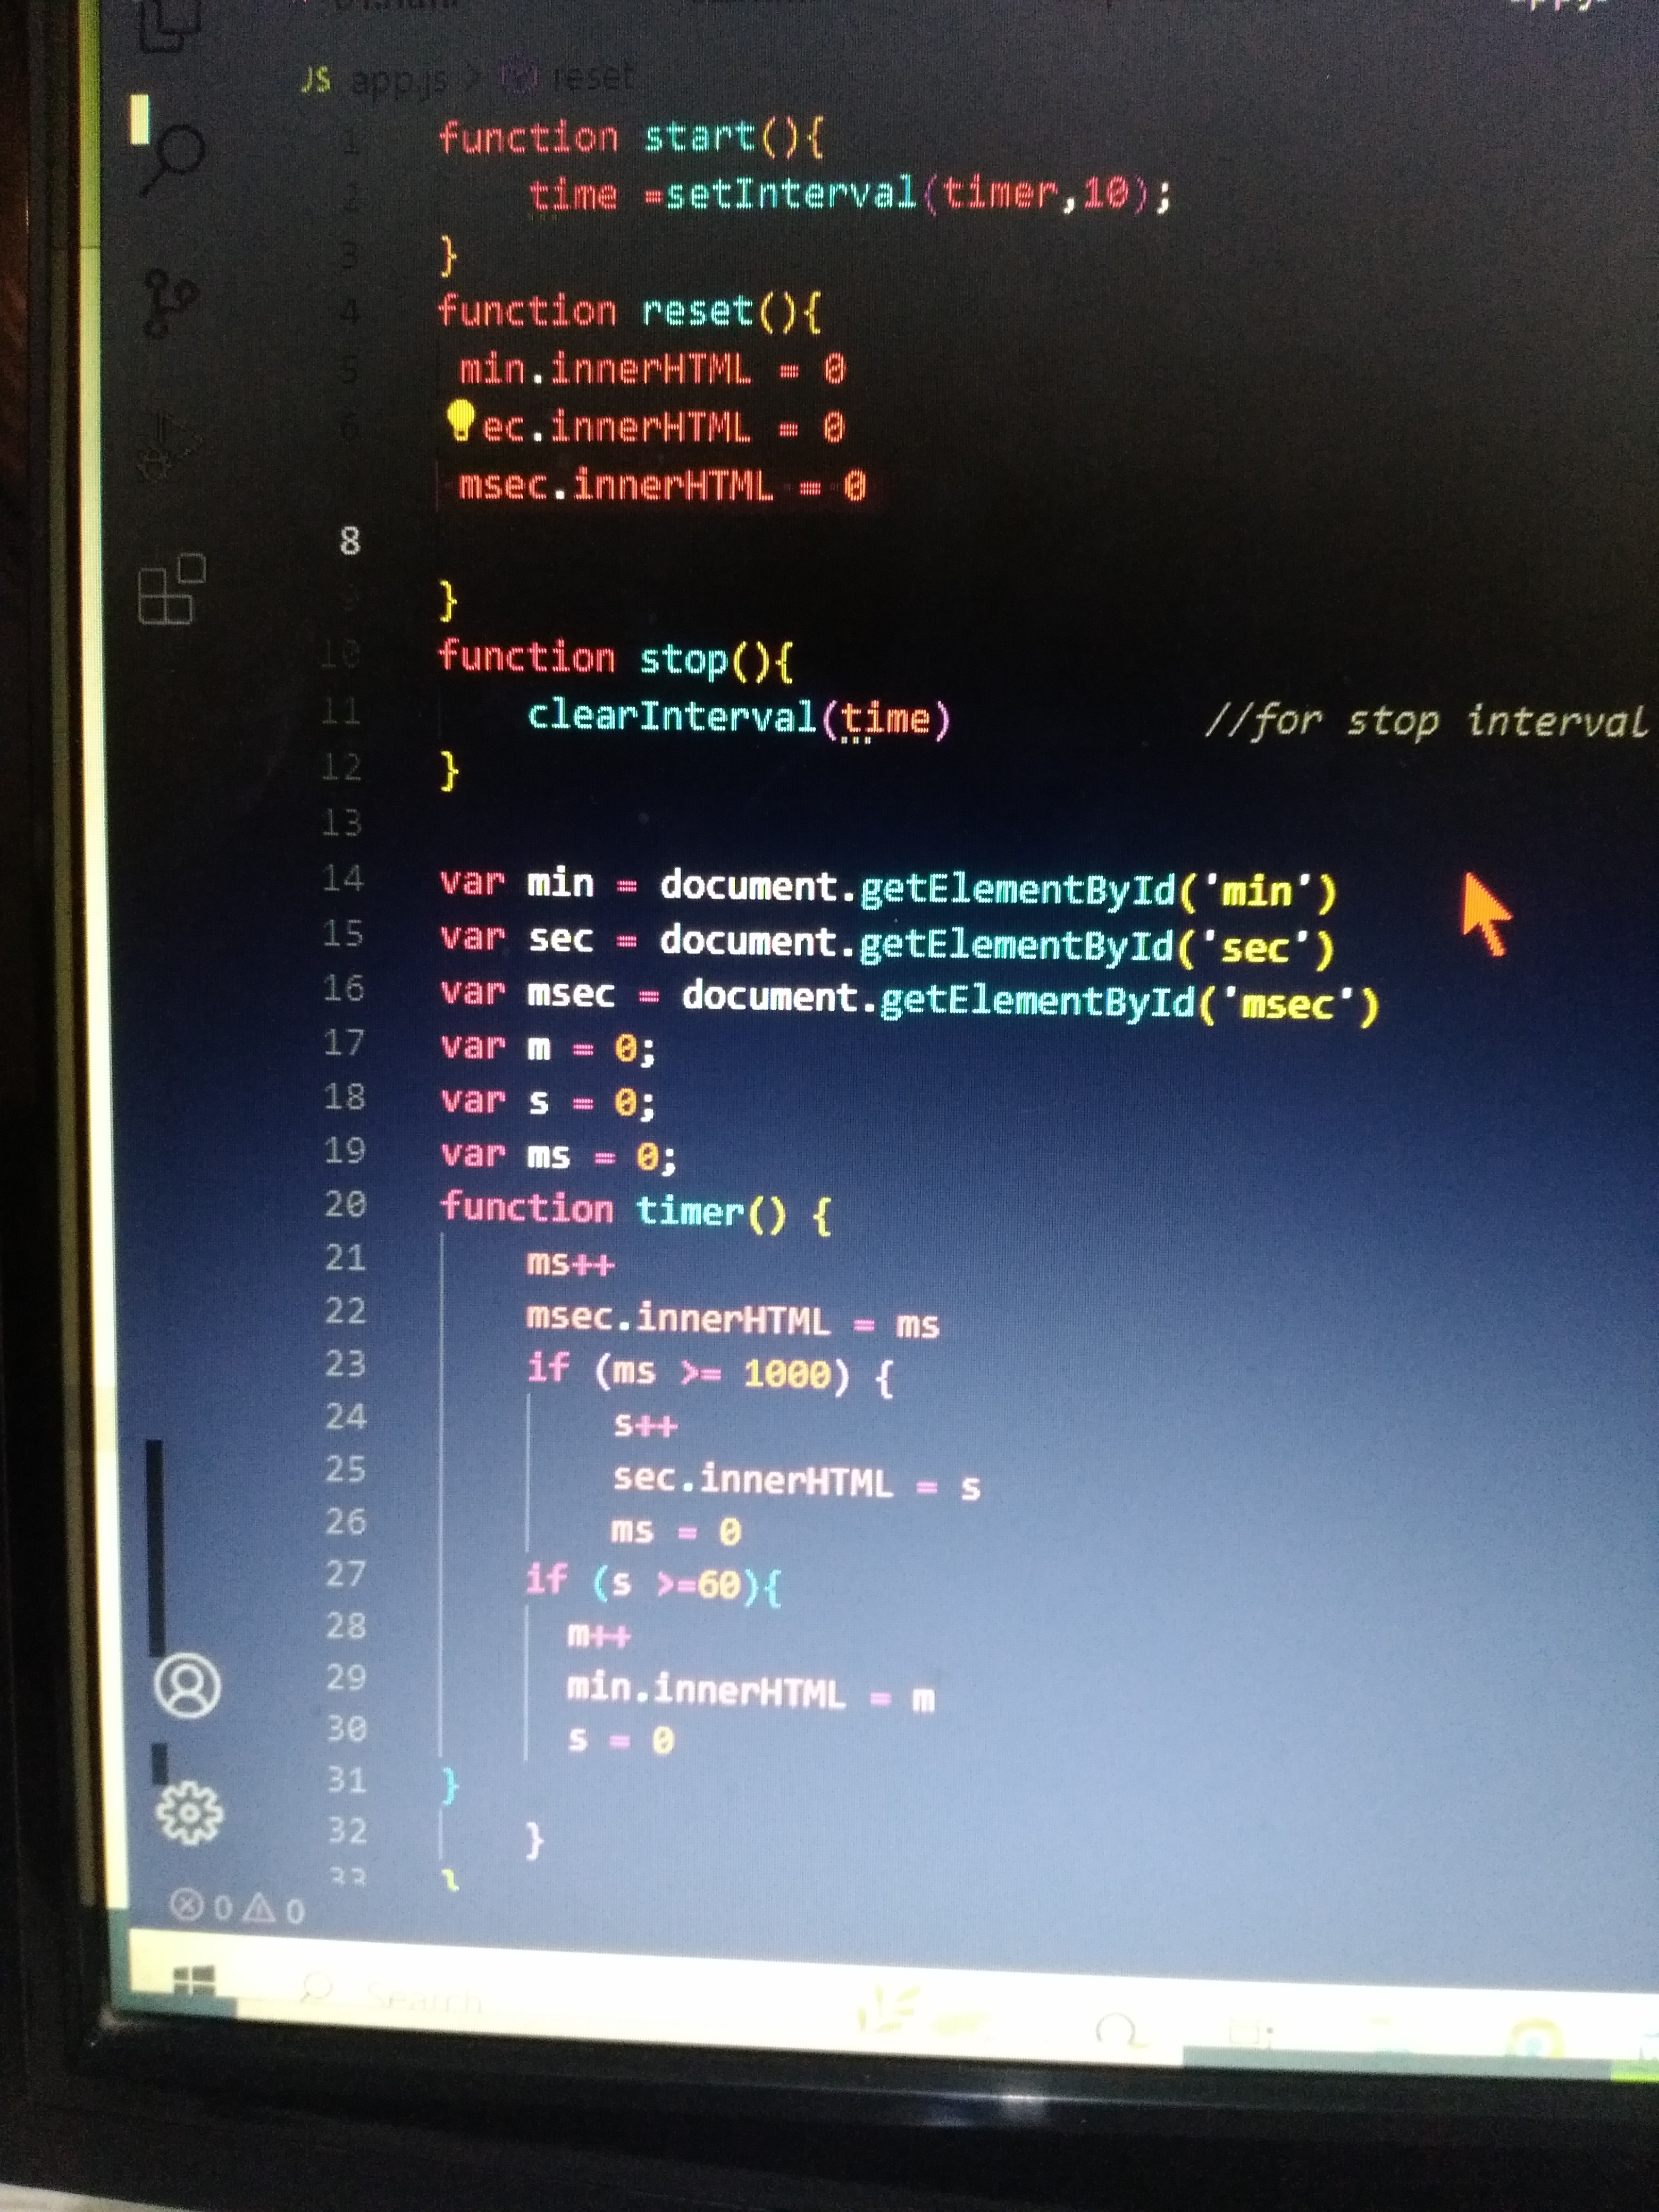 JS app.js > reset
1 function start(){
2 time =setInterval(timer,10);
3 }
4 function reset(){
5 min.innerHTML = 0
6 ec.innerHTML = 0
msec.innerHTML = 0
8
9 }
10 function stop(){
11 clearInterval(time) //for stop interval
12 }
13
14 var min = document.getElementById('min')
15 var sec = document.getElementById('sec')
16 var msec = document.getElementById('msec')
17 var m = 0;
18 var s = 0;
19 var ms = 0;
20 function timer() {
21 ms++
22 msec.innerHTML = ms
23 if (ms >= 1000) {
24 s++
25 sec.innerHTML = s
26 ms = 0
27 if (s >=60){
28 m++
29 min.innerHTML = m
30 s = 0
31 }
32 }
33 }
0 0
Search